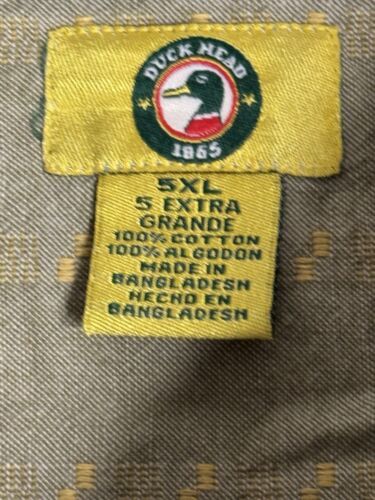 DUCK HEAD
1865
5XL
5 EXTRA
GRANDE
100% COTTON
100% ALGODON
MADE IN
BANGLADESH
HECHO EN
BANGLADESH